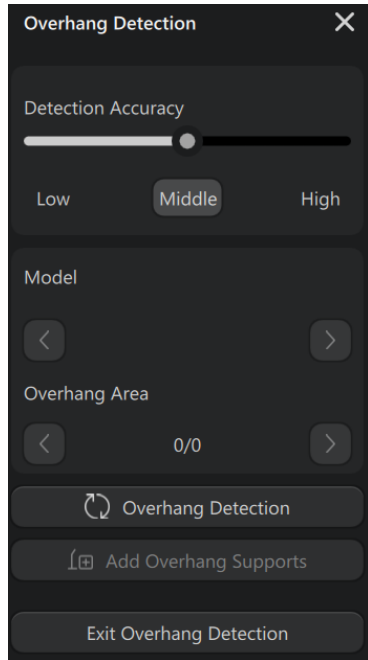 Overhang Detection
Detection Accuracy
Low Middle High
Model
Overhang Area
0/0
Overhang Detection
Add Overhang Supports
Exit Overhang Detection